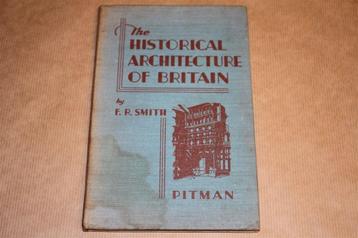 The
HISTORICAL
ARCHITECTURE
OF BRITAIN
by
F. R. SMITH
PITMAN